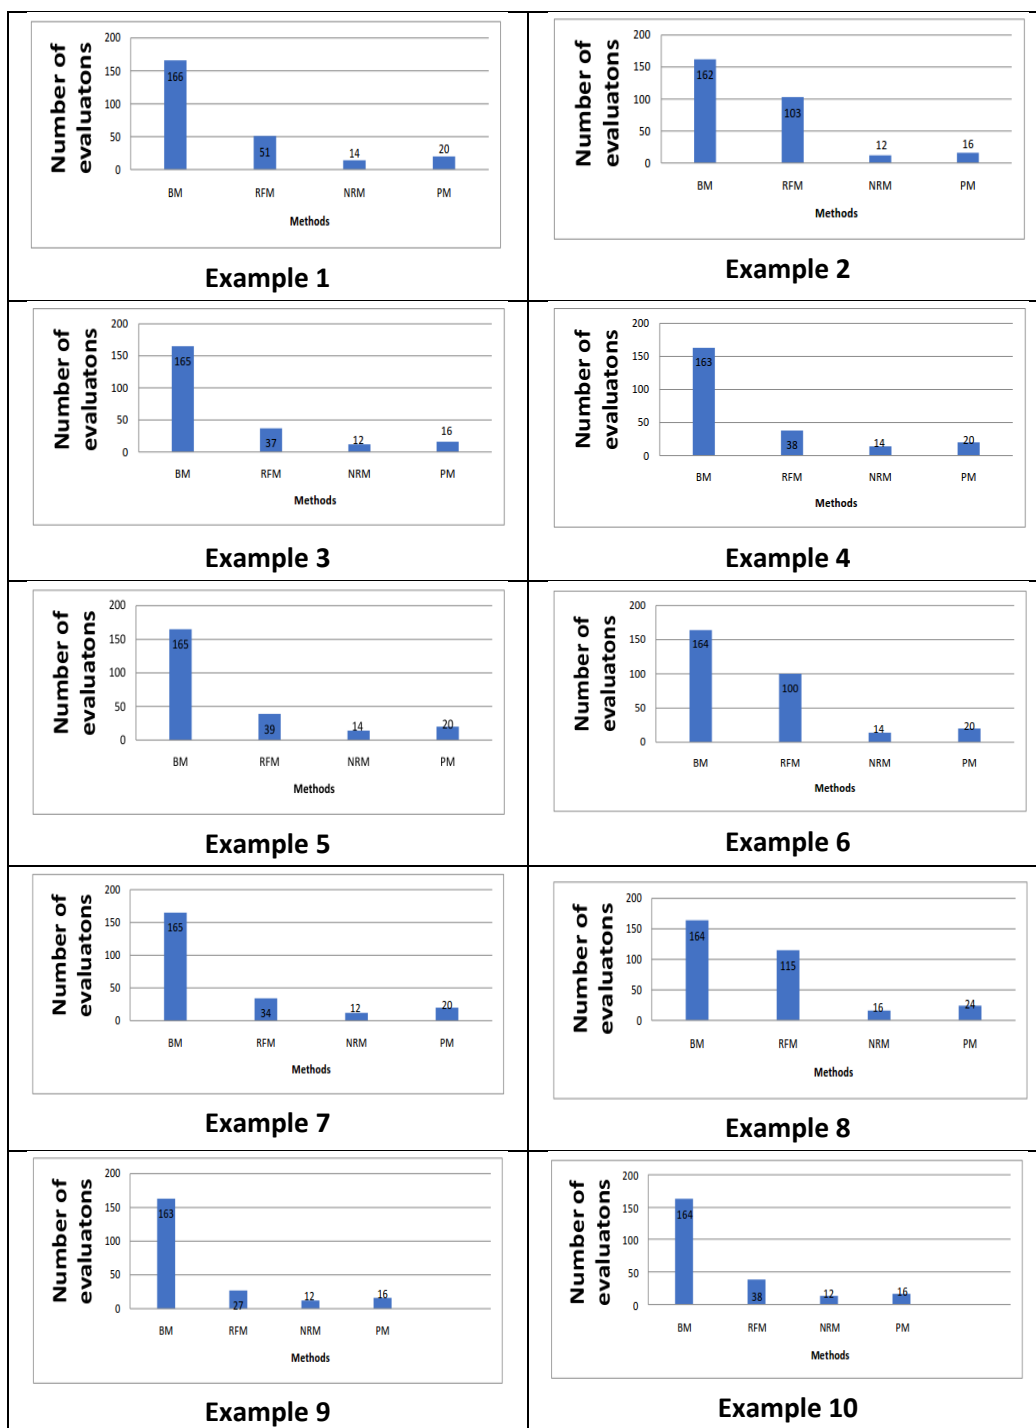 Number of
evaluatons
200
150
100
50
0
166
51
14
20
BM RFM NRM PM
Methods
Example 1
Number of
evaluatons
200
150
100
50
0
162
103
12
16
BM RFM NRM PM
Methods
Example 2
Number of
evaluatons
200
150
100
50
0
165
37
12
16
BM RFM NRM PM
Methods
Example 3
Number of
evaluatons
200
150
100
50
0
163
38
14
20
BM RFM NRM PM
Methods
Example 4
Number of
evaluatons
200
150
100
50
0
165
39
14
20
BM RFM NRM PM
Methods
Example 5
Number of
evaluatons
200
150
100
50
0
164
100
14
20
BM RFM NRM PM
Methods
Example 6
Number of
evaluatons
200
150
100
50
0
165
34
12
20
BM RFM NRM PM
Methods
Example 7
Number of
evaluatons
200
150
100
50
0
164
115
16
24
BM RFM NRM PM
Methods
Example 8
Number of
evaluatons
200
150
100
50
0
163
27
12
16
BM RFM NRM PM
Methods
Example 9
Number of
evaluatons
200
150
100
50
0
164
38
12
16
BM RFM NRM PM
Methods
Example 10